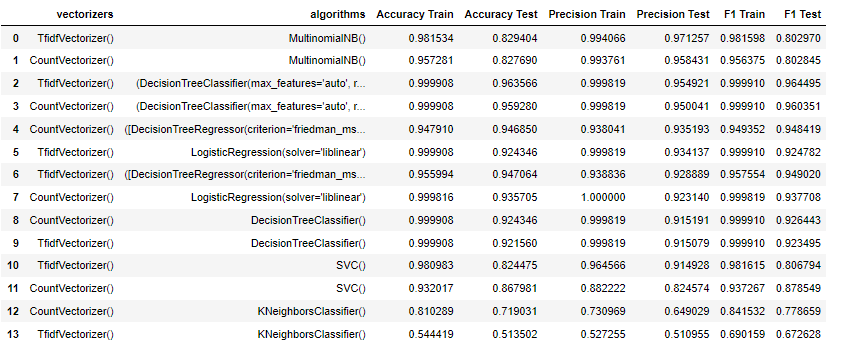 vectorizers algorithms Accuracy Train Accuracy Test Precision Train Precision Test F1 Train F1 Test
0 TfidfVectorizer() MultinomialNB() 0.981534 0.829404 0.994066 0.971257 0.981598 0.802970
1 CountVectorizer() MultinomialNB() 0.957281 0.827690 0.993761 0.958431 0.956375 0.802845
2 TfidfVectorizer() (DecisionTreeClassifier(max_features='auto', r... 0.999908 0.963566 0.999819 0.954921 0.999910 0.964495
3 CountVectorizer() (DecisionTreeClassifier(max_features='auto', r... 0.999908 0.959280 0.999819 0.950041 0.999910 0.960351
4 CountVectorizer() ([DecisionTreeRegressor(criterion='friedman_ms... 0.947910 0.946850 0.938041 0.935193 0.949352 0.948419
5 TfidfVectorizer() LogisticRegression(solver='liblinear') 0.999908 0.924346 0.999819 0.934137 0.999910 0.924782
6 TfidfVectorizer() ([DecisionTreeRegressor(criterion='friedman_ms... 0.955994 0.947064 0.938836 0.928889 0.957554 0.949020
7 CountVectorizer() LogisticRegression(solver='liblinear') 0.999816 0.935705 1.000000 0.923140 0.999819 0.937708
8 CountVectorizer() DecisionTreeClassifier() 0.999908 0.924346 0.999819 0.915191 0.999910 0.926443
9 TfidfVectorizer() DecisionTreeClassifier() 0.999908 0.921560 0.999819 0.915079 0.999910 0.923495
10 TfidfVectorizer() SVC() 0.980983 0.824475 0.964566 0.914928 0.981615 0.806794
11 CountVectorizer() SVC() 0.932017 0.867981 0.882222 0.824574 0.937267 0.878549
12 CountVectorizer() KNeighborsClassifier() 0.810289 0.719031 0.730969 0.649029 0.841532 0.778659
13 TfidfVectorizer() KNeighborsClassifier() 0.544419 0.513502 0.527255 0.510955 0.690159 0.672628